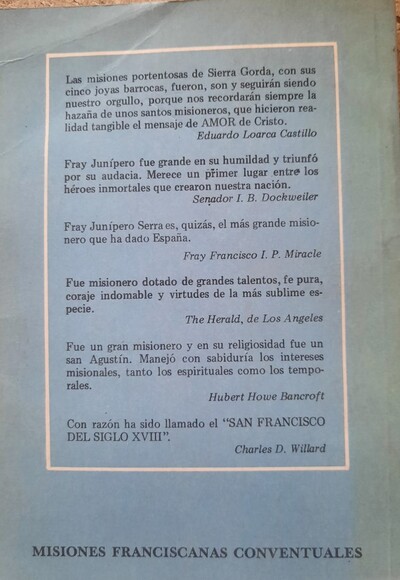 Las misiones portentosas de Sierra Gorda, con sus
cinco joyas barrocas, fueron, son y seguirán siendo
nuestro orgullo, porque nos recordarán siempre la
hazaña de unos santos misioneros, que hicieron rea-
lidad tangible el mensaje de AMOR de Cristo.
Eduardo Loarca Castillo
Fray Junípero fue grande en su humildad y triunfó
por su audacia. Merece un primer lugar entre los
héroes inmortales que crearon nuestra nación.
Senador I. B. Dockweiler
Fray Junípero Serra es, quizás, el más grande misio-
nero que ha dado España.
Fray Francisco I. P. Miracle
Fue misionero dotado de grandes talentos, fe pura,
coraje indomable y virtudes de la más sublime es-
pecie.
The Herald, de Los Angeles
Fue un gran misionero y en su religiosidad fue un
san Agustín. Manejó con sabiduría los intereses
misionales, tanto los espirituales como los tempo-
rales.
Hubert Howe Bancroft
Con razón ha sido llamado el "SAN FRANCISCO
DEL SIGLO XVIII".
Charles D. Willard
MISIONES FRANCISCANAS CONVENTUALES